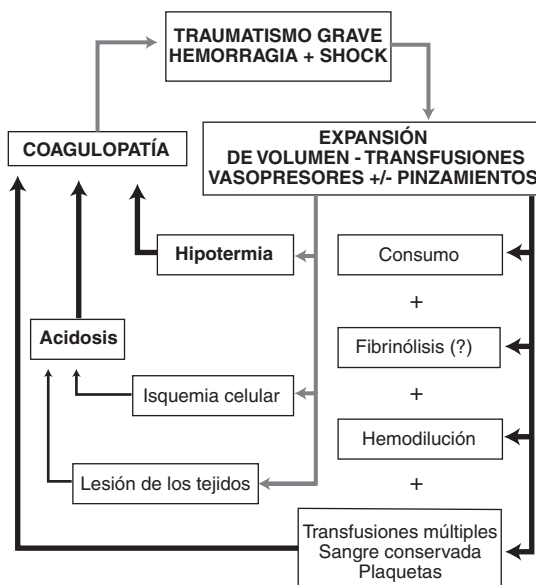 TRAUMATISMO GRAVE
HEMORRAGIA + SHOCK
COAGULOPATÍA
EXPANSIÓN
DE VOLUMEN - TRANSFUSIONES
VASOPRESORES +/- PINZAMIENTOS
Hipotermia
Consumo
+
Acidosis
Fibrinólisis (?)
+
Isquemia celular
Hemodilución
+
Lesión de los tejidos
Transfusiones múltiples
Sangre conservada
Plaquetas